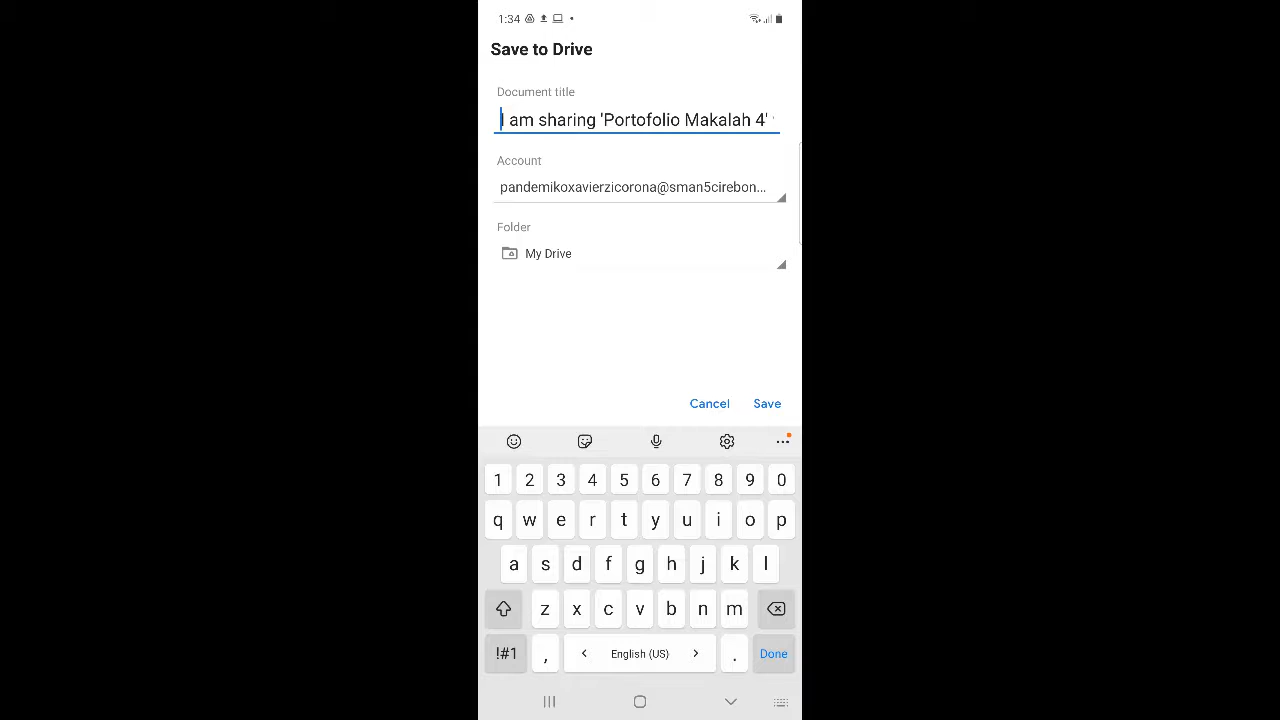 1:34
Save to Drive
Document title
I am sharing 'Portofolio Makalah 4'
Account
pandemikoxavierzicorona@sman5cirebon...
Folder
My Drive
Cancel Save
1 2 3 4 5 6 7 8 9 0
q w e r t y u i o p
a s d f g h j k l
z x c v b n m
!#1 , < English (US) > . Done